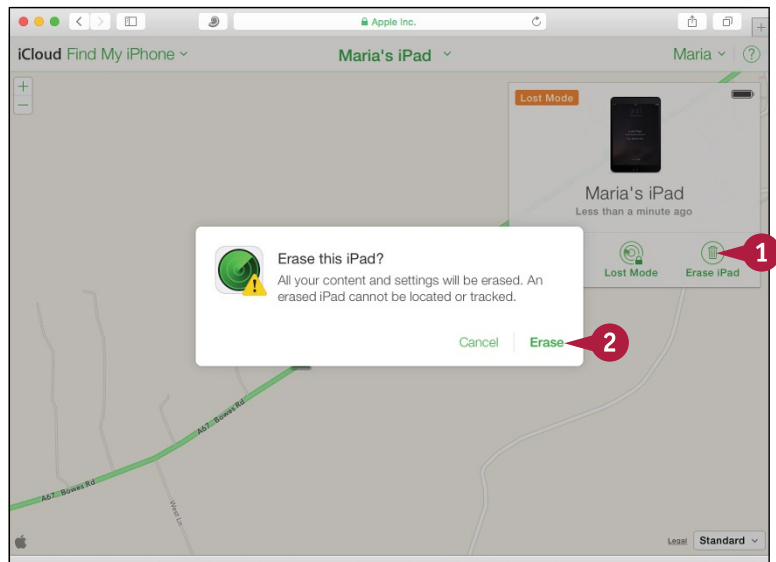 Apple Inc.
iCloud Find My iPhone
Maria's iPad
Maria
?
+
−
Lost Mode
Maria's iPad
Less than a minute ago
Lost Mode
Erase iPad
1
Erase this iPad?
All your content and settings will be erased. An
erased iPad cannot be located or tracked.
Cancel
Erase
2
A67 Bowes Rd
A67 Bowes Rd
West Ln
Legal
Standard